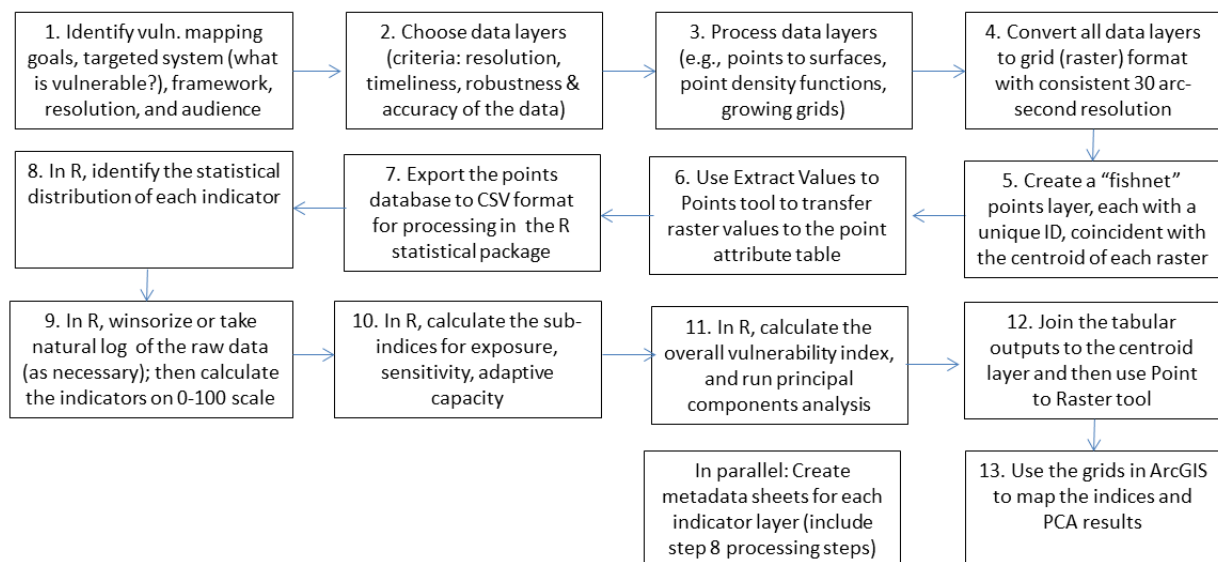 1. Identify vuln. mapping
goals, targeted system (what
is vulnerable?), framework,
resolution, and audience
2. Choose data layers
(criteria: resolution,
timeliness, robustness &
accuracy of the data)
3. Process data layers
(e.g., points to surfaces,
point density functions,
growing grids)
4. Convert all data layers
to grid (raster) format
with consistent 30 arc-
second resolution
5. Create a “fishnet”
points layer, each with a
unique ID, coincident with
the centroid of each raster
6. Use Extract Values to
Points tool to transfer
raster values to the point
attribute table
7. Export the points
database to CSV format
for processing in the R
statistical package
8. In R, identify the statistical
distribution of each indicator
9. In R, winsorize or take
natural log of the raw data
(as necessary); then calculate
the indicators on 0-100 scale
10. In R, calculate the sub-
indices for exposure,
sensitivity, adaptive
capacity
11. In R, calculate the
overall vulnerability index,
and run principal
components analysis
12. Join the tabular
outputs to the centroid
layer and then use Point
to Raster tool
13. Use the grids in ArcGIS
to map the indices and
PCA results
In parallel: Create
metadata sheets for each
indicator layer (include
step 8 processing steps)